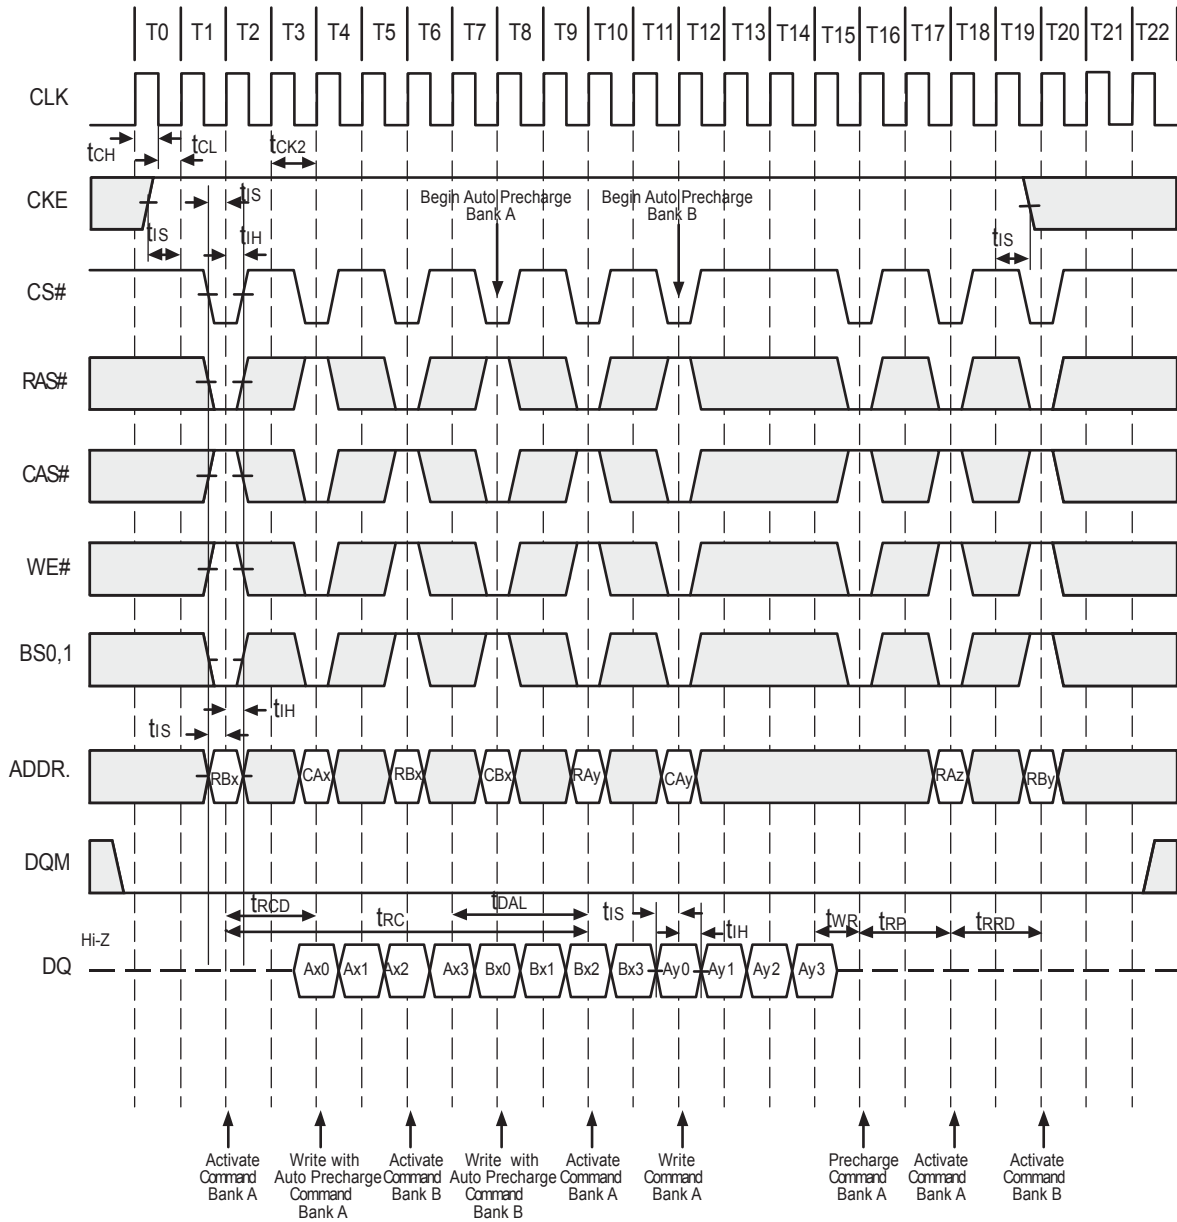 T0 T1 T2 T3 T4 T5 T6 T7 T8 T9 T10 T11 T12 T13 T14 T15 T16 T17 T18 T19 T20 T21 T22
CLK
tCH tCL tCK2
CKE
tIS
Begin Auto Precharge
Bank A
Begin Auto Precharge
Bank B
tIS tIH tIS
CS#
RAS#
CAS#
WE#
BS0,1
tIH
tIS
ADDR.
RBx CAx RBx CBx RAy CAy RAz RBy
DQM
tRCD tRC tDAL tIS tIH tWR tRP tRRD
Hi-Z
DQ
Ax0 Ax1 Ax2 Ax3 Bx0 Bx1 Bx2 Bx3 Ay0 Ay1 Ay2 Ay3
Activate
Command
Bank A
Write with
Auto Precharge
Command
Bank A
Activate
Command
Bank B
Write with
Auto Precharge
Command
Bank B
Activate
Command
Bank A
Write
Command
Bank A
Precharge
Command
Bank A
Activate
Command
Bank A
Activate
Command
Bank B